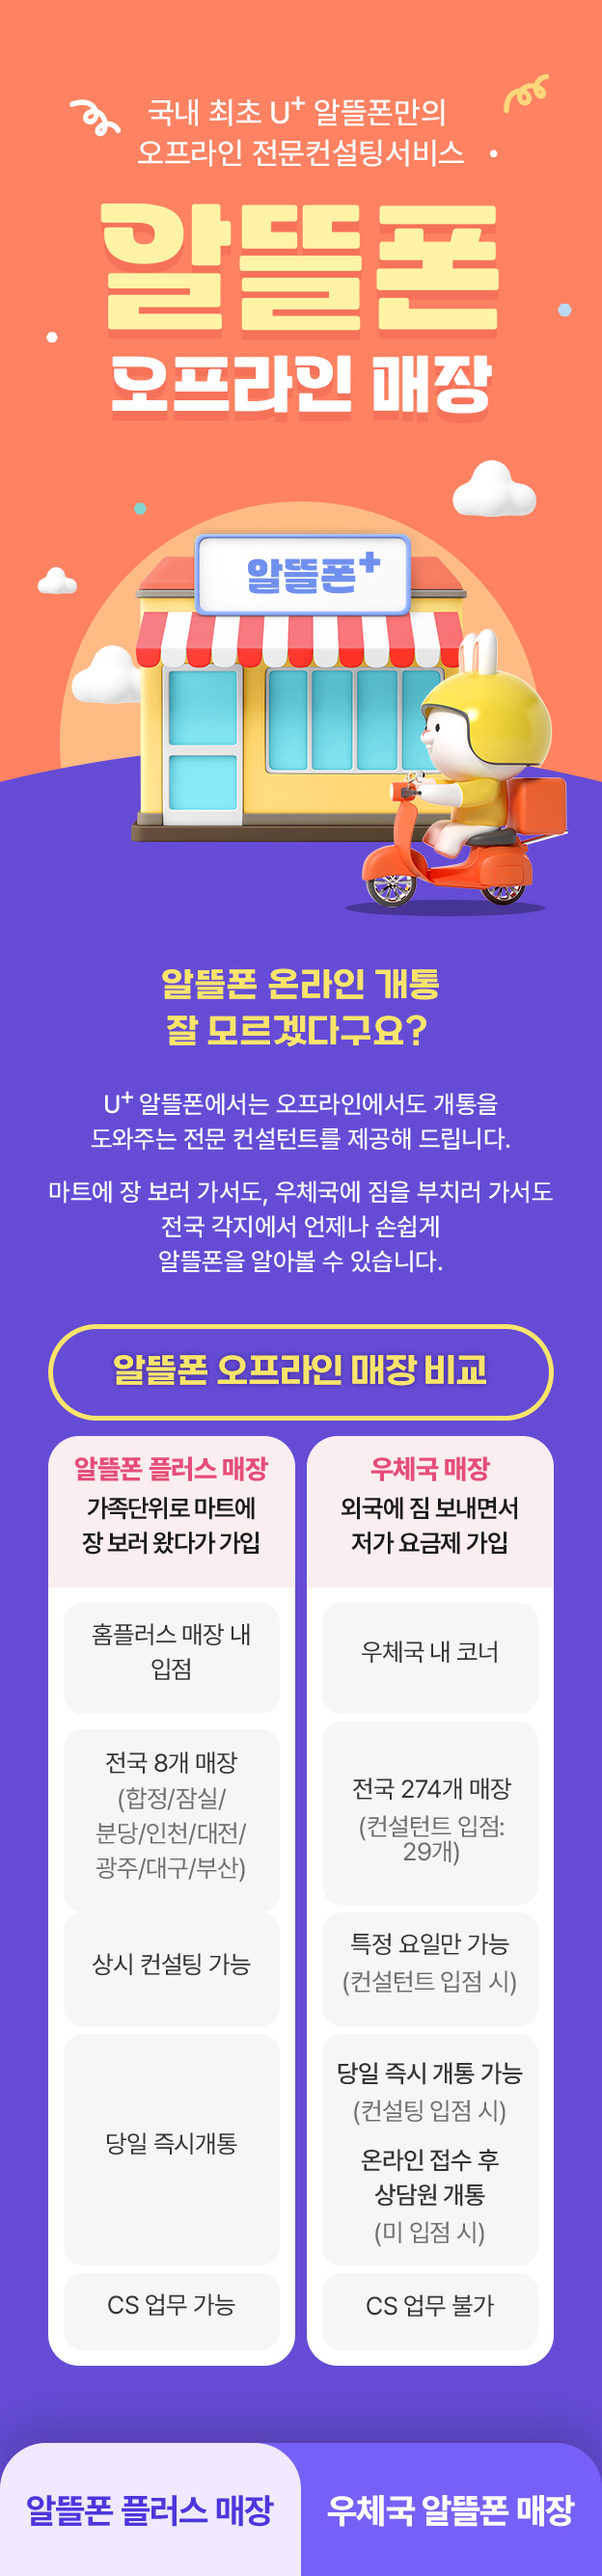 국내 최초 U⁺ 알뜰폰만의
오프라인 전문컨설팅서비스
알뜰폰
오프라인 매장
알뜰폰⁺
알뜰폰 온라인 개통
잘 모르겠다구요?
U⁺ 알뜰폰에서는 오프라인에서도 개통을
도와주는 전문 컨설턴트를 제공해 드립니다.
마트에 장 보러 가서도, 우체국에 짐을 부치러 가서도
전국 각지에서 언제나 손쉽게
알뜰폰을 알아볼 수 있습니다.
알뜰폰 오프라인 매장 비교
알뜰폰 플러스 매장
가족단위로 마트에
장 보러 왔다가 가입
홈플러스 매장 내
입점
전국 8개 매장
(합정/잠실/
분당/인천/대전/
광주/대구/부산)
상시 컨설팅 가능
당일 즉시개통
CS 업무 가능
우체국 매장
외국에 짐 보내면서
저가 요금제 가입
우체국 내 코너
전국 274개 매장
(컨설턴트 입점:
29개)
특정 요일만 가능
(컨설턴트 입점 시)
당일 즉시 개통 가능
(컨설팅 입점 시)
온라인 접수 후
상담원 개통
(미 입점 시)
CS 업무 불가
알뜰폰 플러스 매장
우체국 알뜰폰 매장